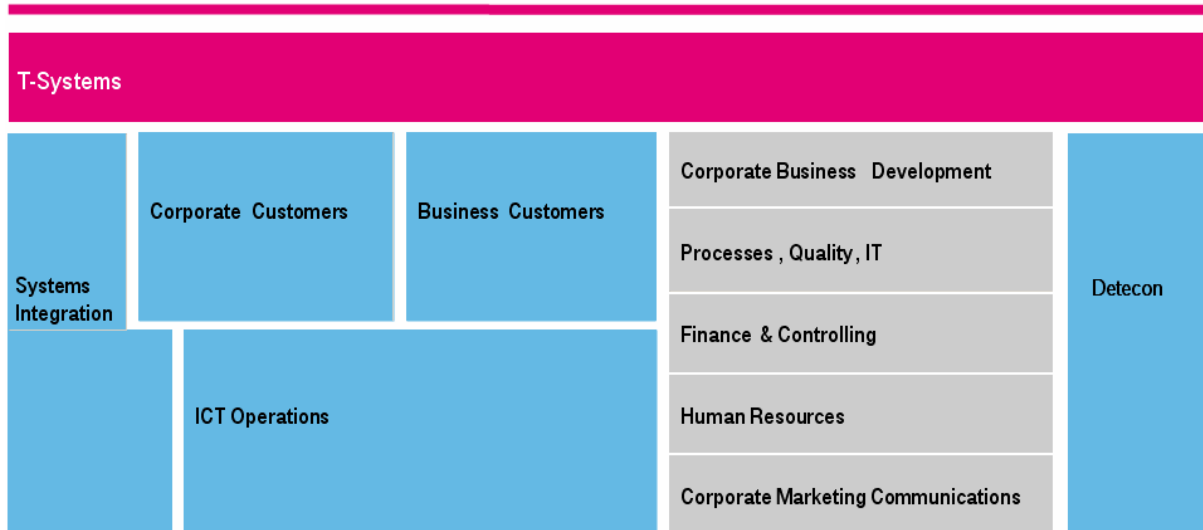 T-Systems
Corporate Customers
Business Customers
Systems
Integration
ICT Operations
Corporate Business Development
Processes , Quality, IT
Finance & Controlling
Human Resources
Corporate Marketing Communications
Detecon